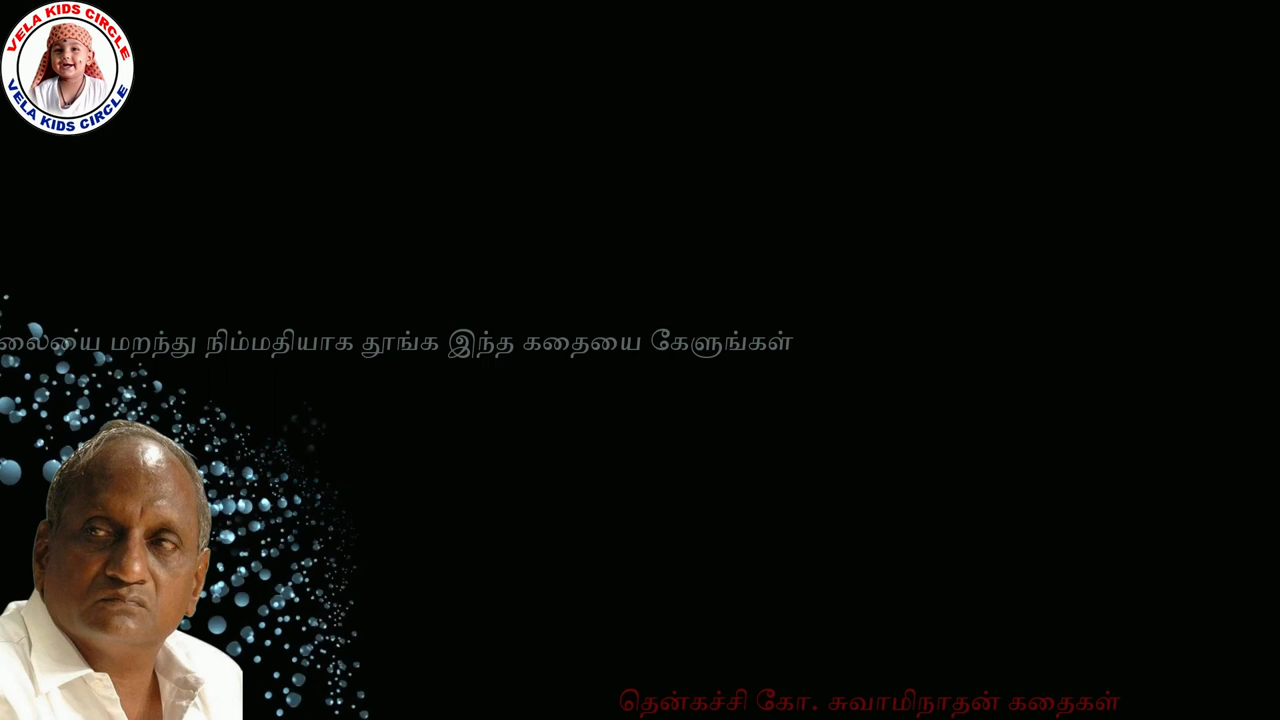 VELA KIDS CIRCLE
VELA KIDS CIRCLE
மறந்து நிம்மதியாக தூங்க இந்த கதையை கேளுங்கள்
தென்கச்சி கோ. சுவாமிநாதன் கதைகள்